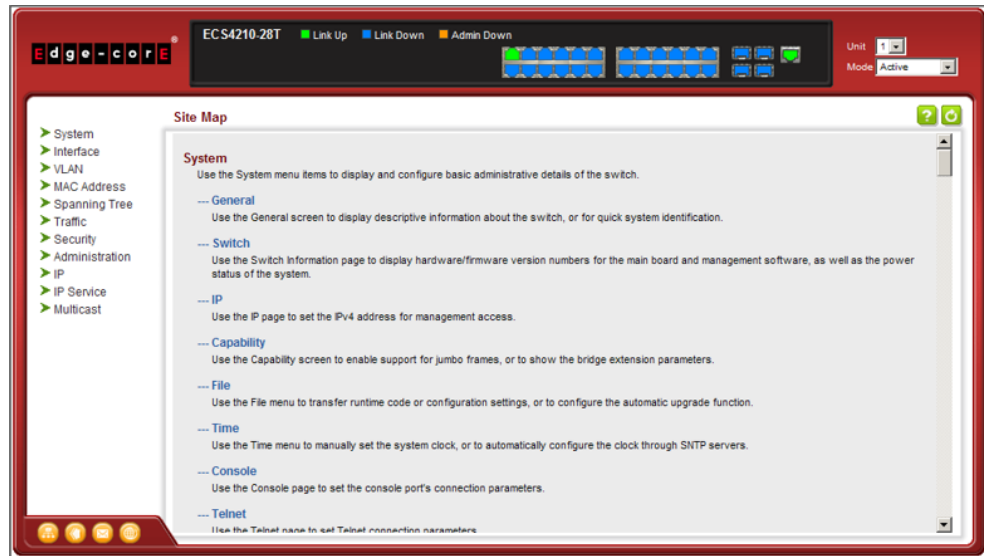 Edge-corE ®
ECS4210-28T Link Up Link Down Admin Down
Unit 1
Mode Active
System
Interface
VLAN
MAC Address
Spanning Tree
Traffic
Security
Administration
IP
IP Service
Multicast
Site Map
?
System
Use the System menu items to display and configure basic administrative details of the switch.
--- General
Use the General screen to display descriptive information about the switch, or for quick system identification.
--- Switch
Use the Switch Information page to display hardware/firmware version numbers for the main board and management software, as well as the power
status of the system.
--- IP
Use the IP page to set the IPv4 address for management access.
--- Capability
Use the Capability screen to enable support for jumbo frames, or to show the bridge extension parameters.
--- File
Use the File menu to transfer runtime code or configuration settings, or to configure the automatic upgrade function.
--- Time
Use the Time menu to manually set the system clock, or to automatically configure the clock through SNTP servers.
--- Console
Use the Console page to set the console port's connection parameters.
--- Telnet
Use the Telnet page to set Telnet connection parameters